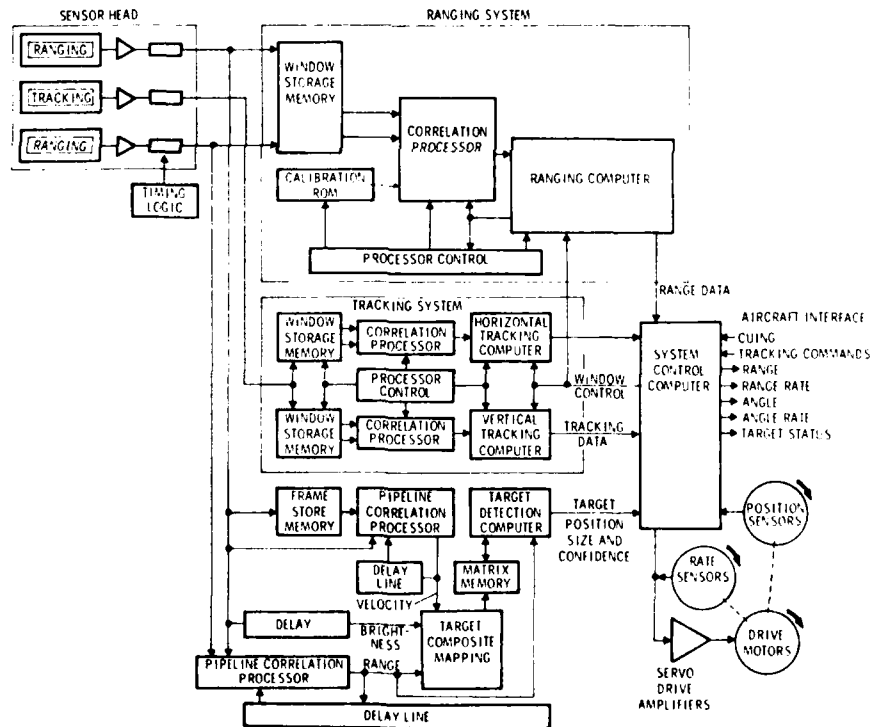 SENSOR HEAD
RANGING SYSTEM
RANGING
TRACKING
RANGING
TIMING
LOGIC
WINDOW
STORAGE
MEMORY
CORRELATION
PROCESSOR
CALIBRATION
ROM
RANGING COMPUTER
PROCESSOR CONTROL
RANGE DATA
TRACKING SYSTEM
WINDOW
STORAGE
MEMORY
CORRELATION
PROCESSOR
HORIZONTAL
TRACKING
COMPUTER
PROCESSOR
CONTROL
WINDOW
STORAGE
MEMORY
CORRELATION
PROCESSOR
VERTICAL
TRACKING
COMPUTER
WINDOW
CONTROL
TRACKING
DATA
SYSTEM
CONTROL
COMPUTER
AIRCRAFT INTERFACE
CUING
TRACKING COMMANDS
RANGE
RANGE RATE
ANGLE
ANGLE RATE
TARGET STATUS
FRAME
STORE
MEMORY
PIPELINE
CORRELATION
PROCESSOR
TARGET
DETECTION
COMPUTER
TARGET
POSITION
SIZE AND
CONFIDENCE
POSITION
SENSORS
DELAY
LINE
MATRIX
MEMORY
RATE
SENSORS
VELOCITY
DELAY
BRIGHT-
NESS
TARGET
COMPOSITE
MAPPING
DRIVE
MOTORS
PIPELINE CORRELATION
PROCESSOR
RANGE
SERVO
DRIVE
AMPLIFIERS
DELAY LINE